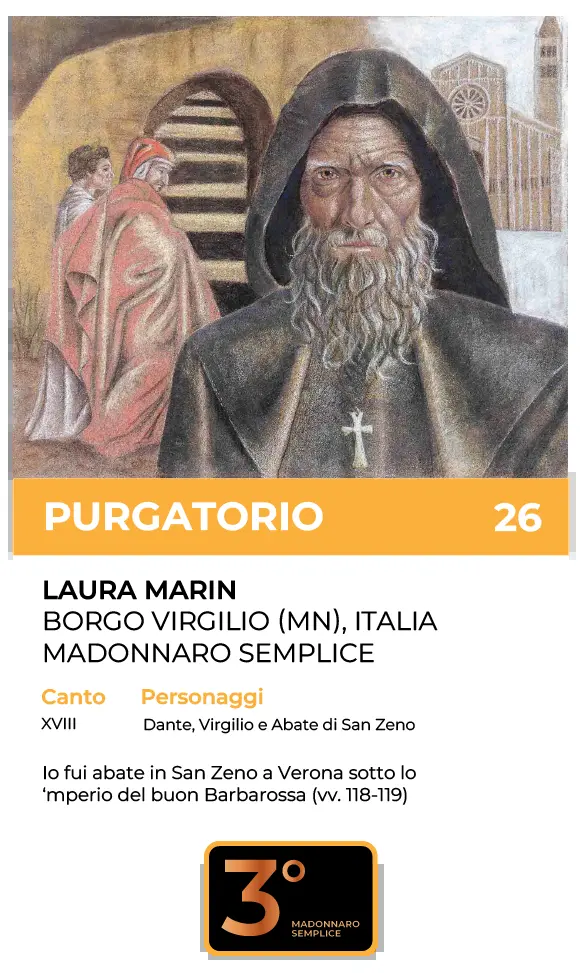 PURGATORIO 26
LAURA MARIN
BORGO VIRGILIO (MN), ITALIA
MADONNARO SEMPLICE
Canto Personaggi
XVIII Dante, Virgilio e Abate di San Zeno
Io fui abate in San Zeno a Verona sotto lo
‘mperio del buon Barbarossa (vv. 118-119)
3°
MADONNARO
SEMPLICE